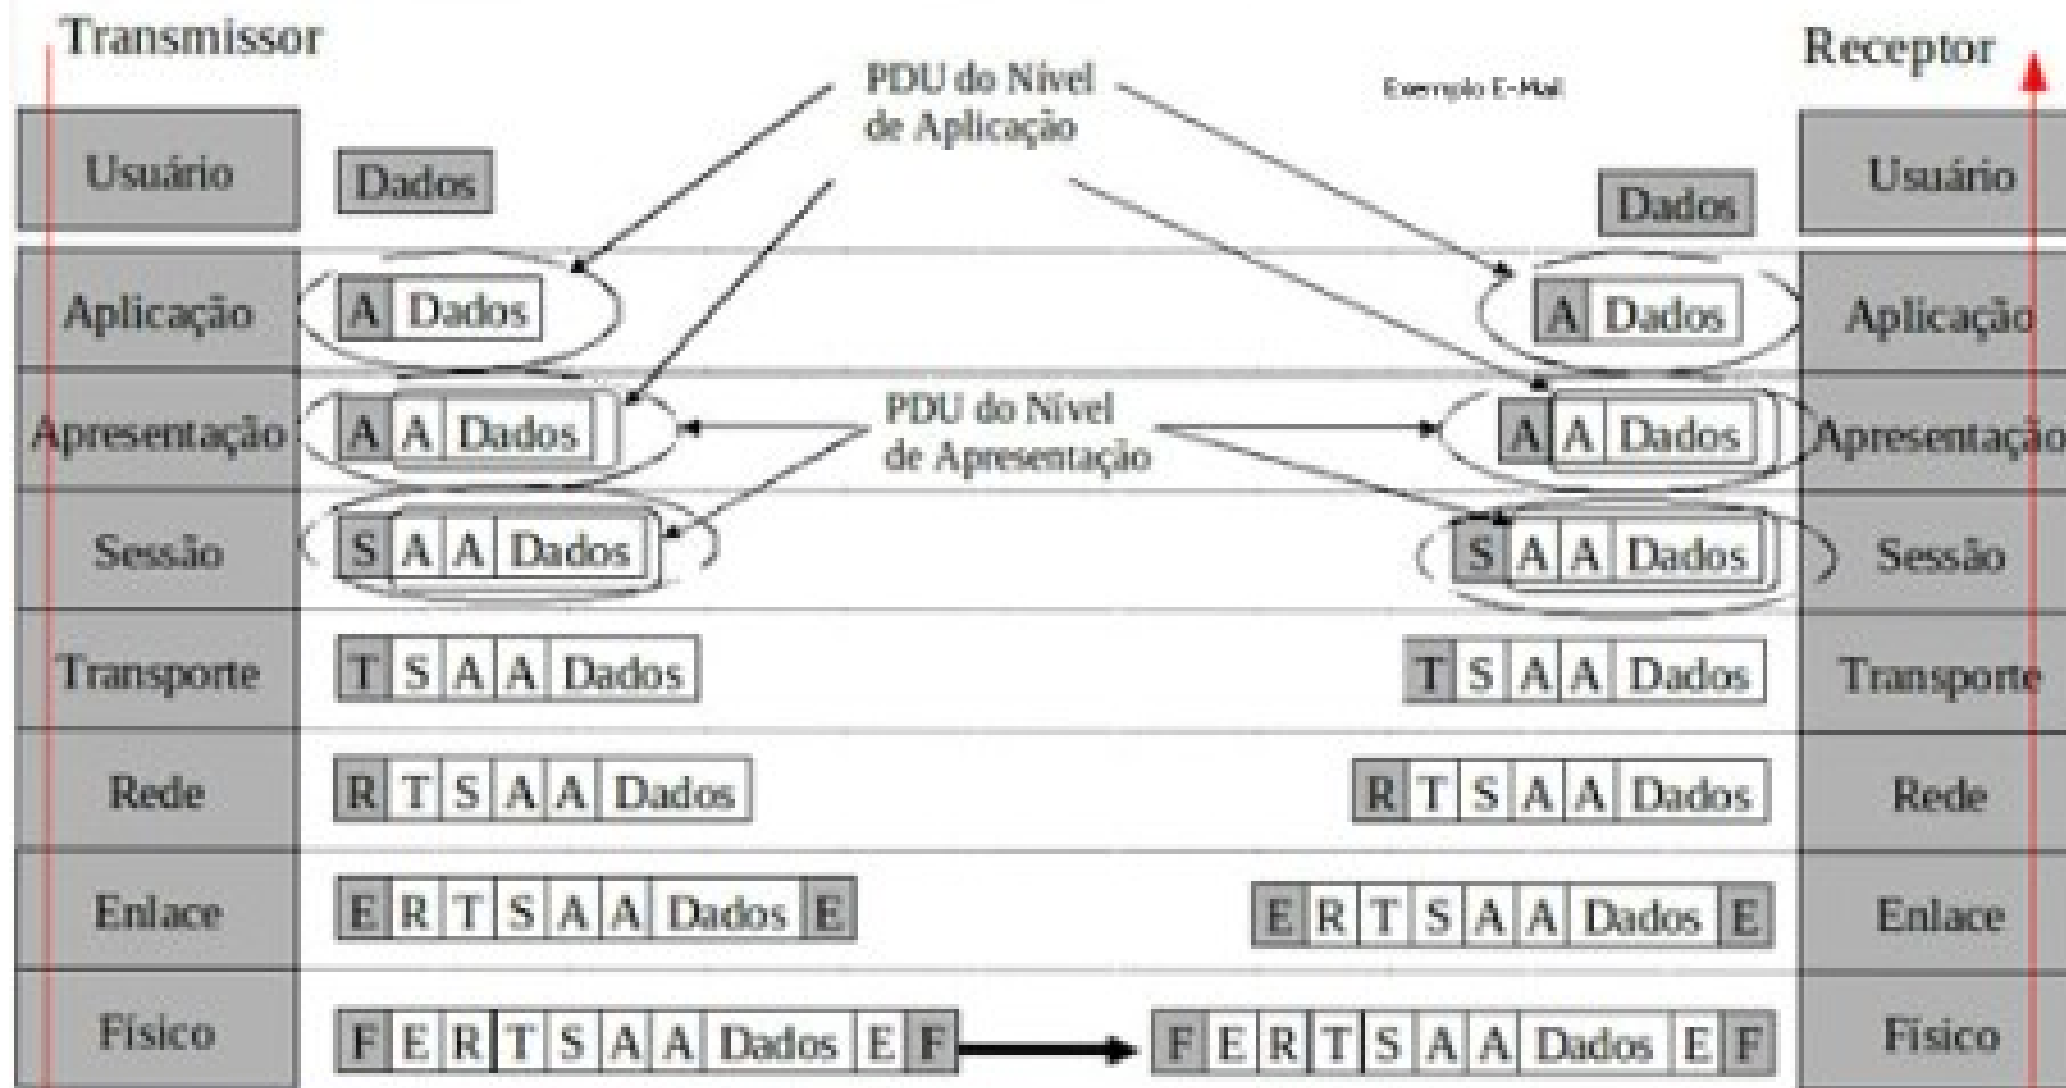 Transmissor
Receptor
PDU do Nível
de Aplicação
Exemplo E-Mail
Usuário
Dados
Dados
Usuário
Aplicação
A Dados
A Dados
Aplicação
Apresentação
A A Dados
PDU do Nível
de Apresentação
A A Dados
Apresentação
Sessão
S A A Dados
S A A Dados
Sessão
Transporte
T S A A Dados
T S A A Dados
Transporte
Rede
R T S A A Dados
R T S A A Dados
Rede
Enlace
E R T S A A Dados E
E R T S A A Dados E
Enlace
Físico
F E R T S A A Dados E F
F E R T S A A Dados E F
Físico